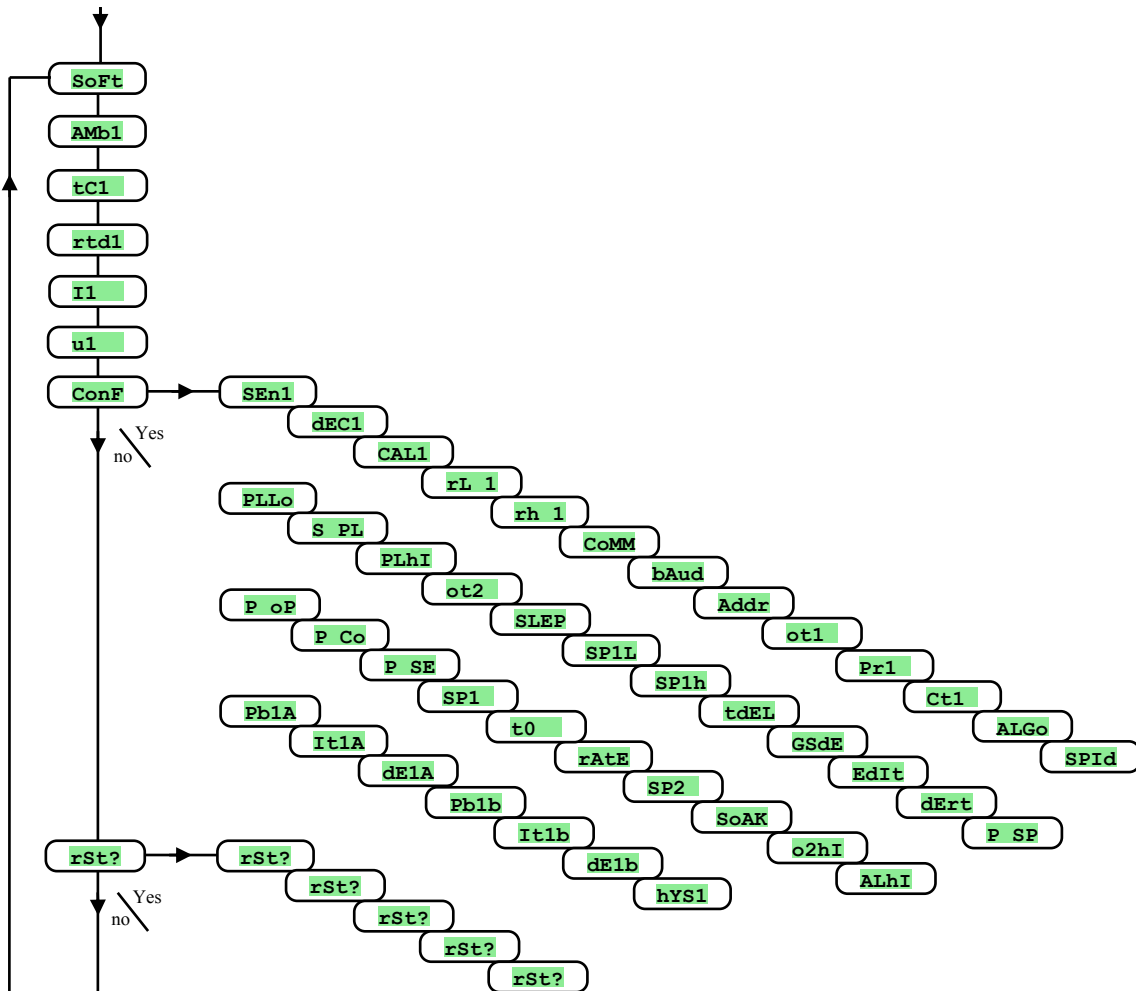 SoFt
AMb1
tC1
rtd1
I1
u1
ConF
Yes
no
SEn1
dEC1
CAL1
rL 1
rh 1
CoMM
bAud
Addr
ot1
Pr1
Ct1
ALGo
SPId
PLLo
S PL
PLhI
ot2
SLEP
SP1L
SP1h
tdEL
GSdE
EdIt
dErt
P SP
P oP
P Co
P SE
SP1
t0
rAtE
SP2
SoAK
o2hI
ALhI
Pb1A
It1A
dE1A
Pb1b
It1b
dE1b
hYS1
rSt?
Yes
no
rSt?
rSt?
rSt?
rSt?
rSt?